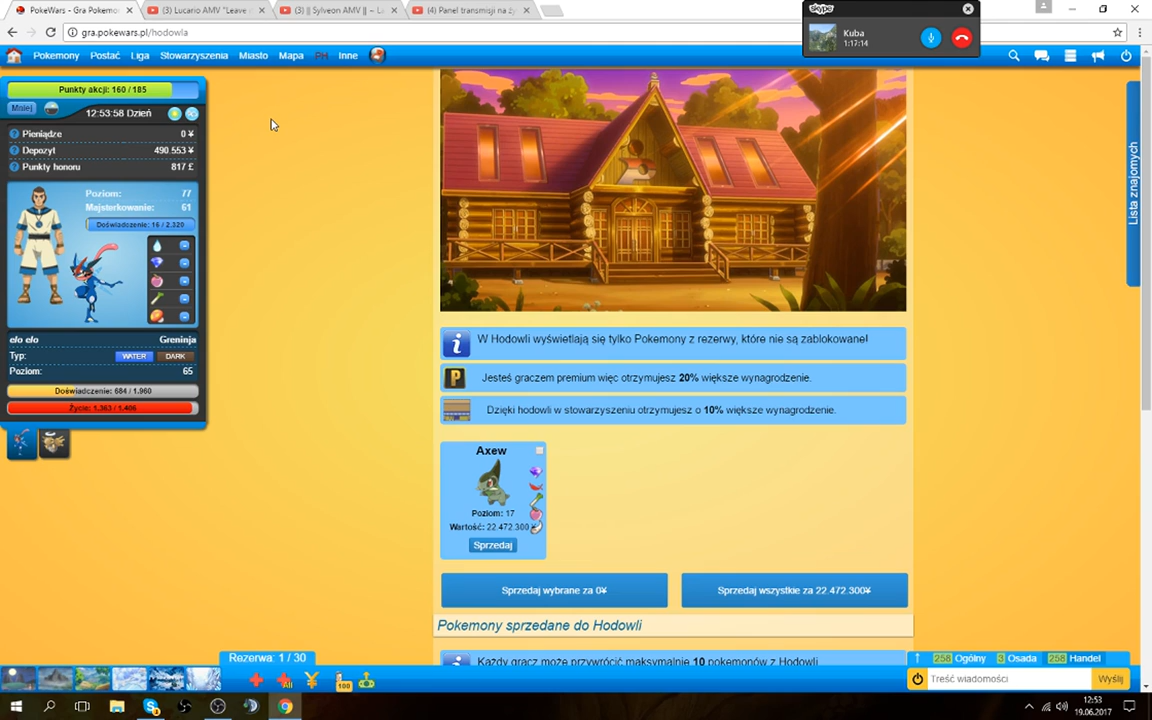 PokeWars - Gra Pokemo
(3) Lucario AMV "Leave
(3) || Sylveon AMV || – L
(4) Panel transmisji na ży
skype
Kuba
1:17:14
gra.pokewars.pl/hodowla
Pokemony Postać Liga Stowarzyszenia Miasto Mapa PH Inne
Punkty akcji: 160 / 185
Mniej
12:53:58 Dzień
Pieniądze 0 ¥
Depozyt 490.553 ¥
Punkty honoru 817 £
Poziom: 77
Majsterkowanie: 61
Doświadczenie: 16 / 2.320
elo elo Greninja
Typ: WATER DARK
Poziom: 65
Doświadczenie: 684 / 1.960
Życie: 1.363 / 1.406
Lista znajomych
W Hodowli wyświetlają się tylko Pokemony z rezerwy, które nie są zablokowane!
P
Jesteś graczem premium więc otrzymujesz 20% większe wynagrodzenie.
Dzięki hodowli w stowarzyszeniu otrzymujesz o 10% większe wynagrodzenie.
Axew
Poziom: 17
Wartość: 22.472.300
Sprzedaj
Sprzedaj wybrane za 0¥
Sprzedaj wszystkie za 22.472.300¥
Pokemony sprzedane do Hodowli
Każdy gracz może przywrócić maksymalnie 10 pokemonów z Hodowli
Rezerwa: 1 / 30
All
100
258 Ogólny 3 Osada 258 Handel
Treść wiadomości
Wyślij
12:53
19.06.2017